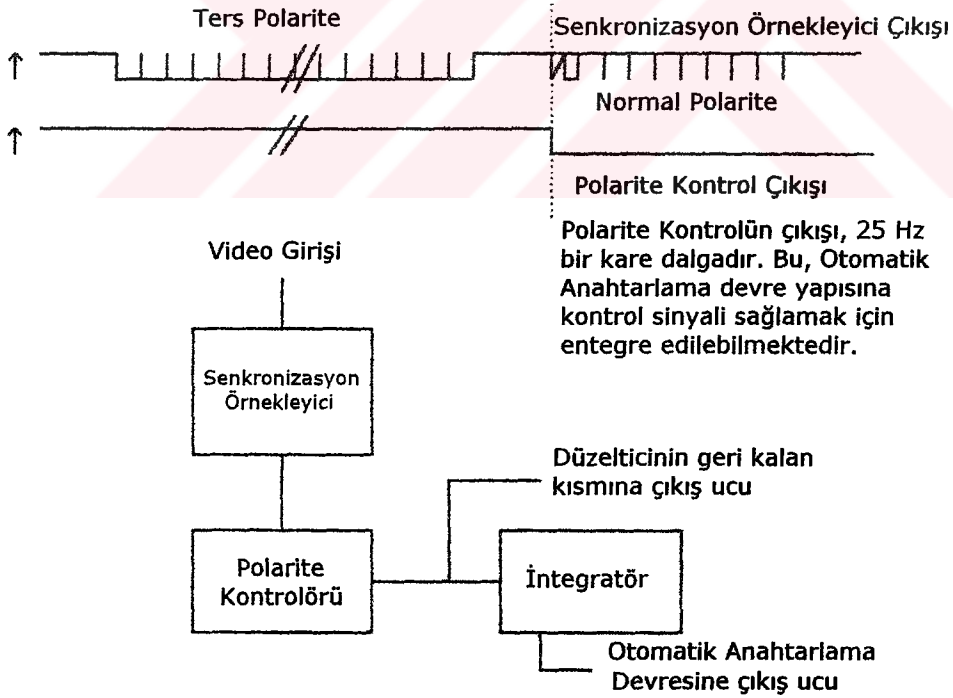 Ters Polarite
Senkronizasyon Örnekleyici Çıkışı
Normal Polarite
Polarite Kontrol Çıkışı
Polarite Kontrolün çıkışı, 25 Hz
bir kare dalgadır. Bu, Otomatik
Anahtarlama devre yapısına
kontrol sinyali sağlamak için
entegre edilebilmektedir.
Video Girişi
Senkronizasyon
Örnekleyici
Düzelticinin geri kalan
kısmına çıkış ucu
Polarite
Kontrolörü
İntegratör
Otomatik Anahtarlama
Devresine çıkış ucu